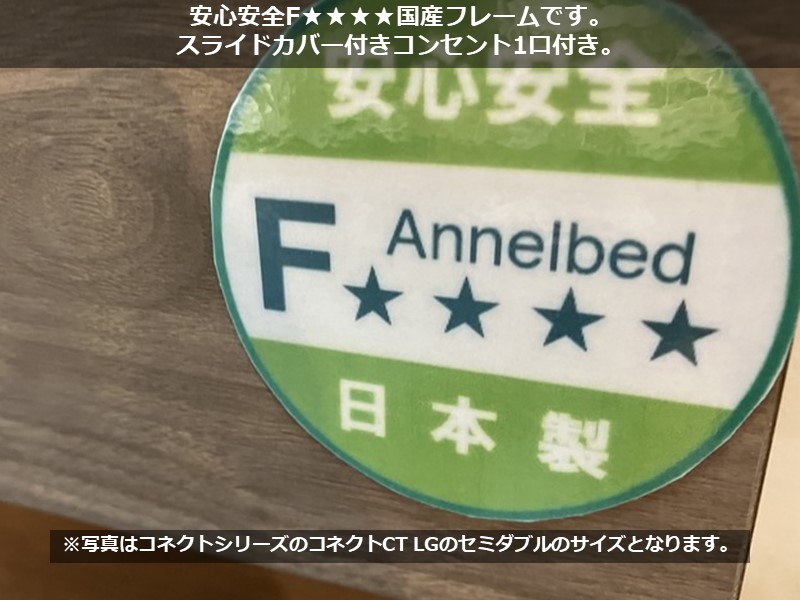 安心安全F★★★★国産フレームです。
スライドカバー付きコンセント1口付き。
安心安全
Annelbed
F★★★★
日本製
※写真はコネクトシリーズのコネクトCT LGのセミダブルのサイズとなります。